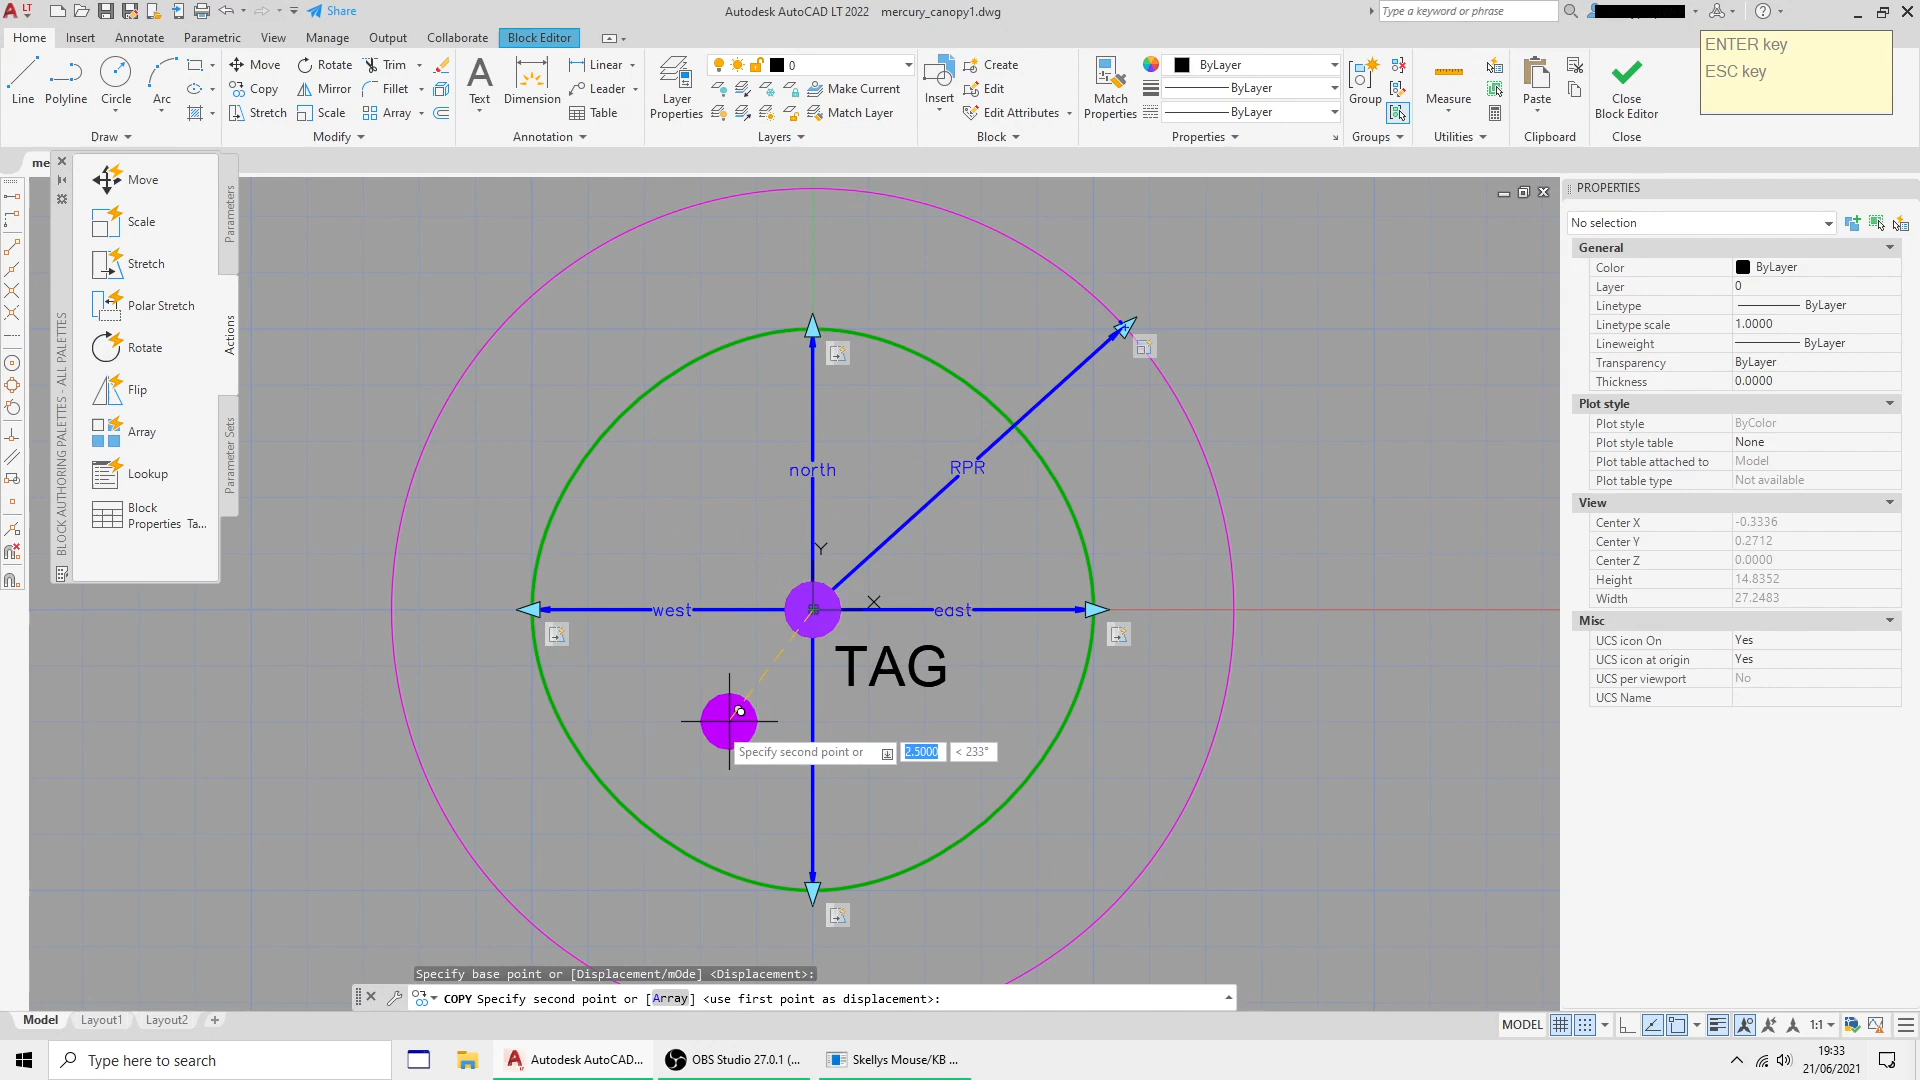 LT
Share
Autodesk AutoCAD LT 2022 mercury_canopy1.dwg
Type a keyword or phrase
Home Insert Annotate Parametric View Manage Output Collaborate Block Editor
ENTER key
ESC key
Line Polyline Circle Arc
Move Rotate Trim
Copy Mirror Fillet
Stretch Scale Array
Text Dimension
Linear
Leader
Table
Layer Properties
0
Make Current
Match Layer
Insert
Create
Edit
Edit Attributes
Match Properties
ByLayer
ByLayer
ByLayer
Group
Measure
Paste
Close Block Editor
Draw Modify Annotation Layers Block Properties Groups Utilities Clipboard Close
me
Move
Scale
Stretch
Polar Stretch
Rotate
Flip
Array
Lookup
Block Properties Ta...
Parameters
Actions
Parameter Sets
BLOCK AUTHORING PALETTES - ALL PALETTES
north
RPR
Y
X
west
east
TAG
Specify second point or 2.5000 < 233°
PROPERTIES
No selection
General
Color ByLayer
Layer 0
Linetype ByLayer
Linetype scale 1.0000
Lineweight ByLayer
Transparency ByLayer
Thickness 0.0000
Plot style
Plot style ByColor
Plot style table None
Plot table attached to Model
Plot table type Not available
View
Center X -0.3336
Center Y 0.2712
Center Z 0.0000
Height 14.8352
Width 27.2483
Misc
UCS icon On Yes
UCS icon at origin Yes
UCS per viewport No
UCS Name
Specify base point or [Displacement/mOde] <Displacement>:
COPY Specify second point or [Array] <use first point as displacement>:
Model Layout1 Layout2 +
MODEL 1:1
Type here to search
Autodesk AutoCAD... OBS Studio 27.0.1 (... Skellys Mouse/KB ...
19:33
21/06/2021